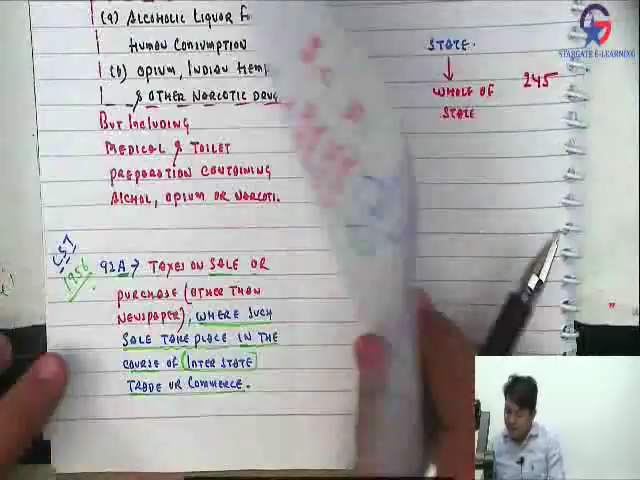 (a) Alcoholic Liquor f
Human Consumption
(b) Opium, Indian Hem
& other Narcotic Drug
But Including
Medical & Toilet
preparation containing
Alchol, opium or Narcoti.
CST
1956
92A → Taxes on Sale or
purchase (other than
Newspaper), where such
Sale take place in the
course of Inter State
Trade or Commerce.
State.
Whole of
State
245
STARGATE E-LEARNING